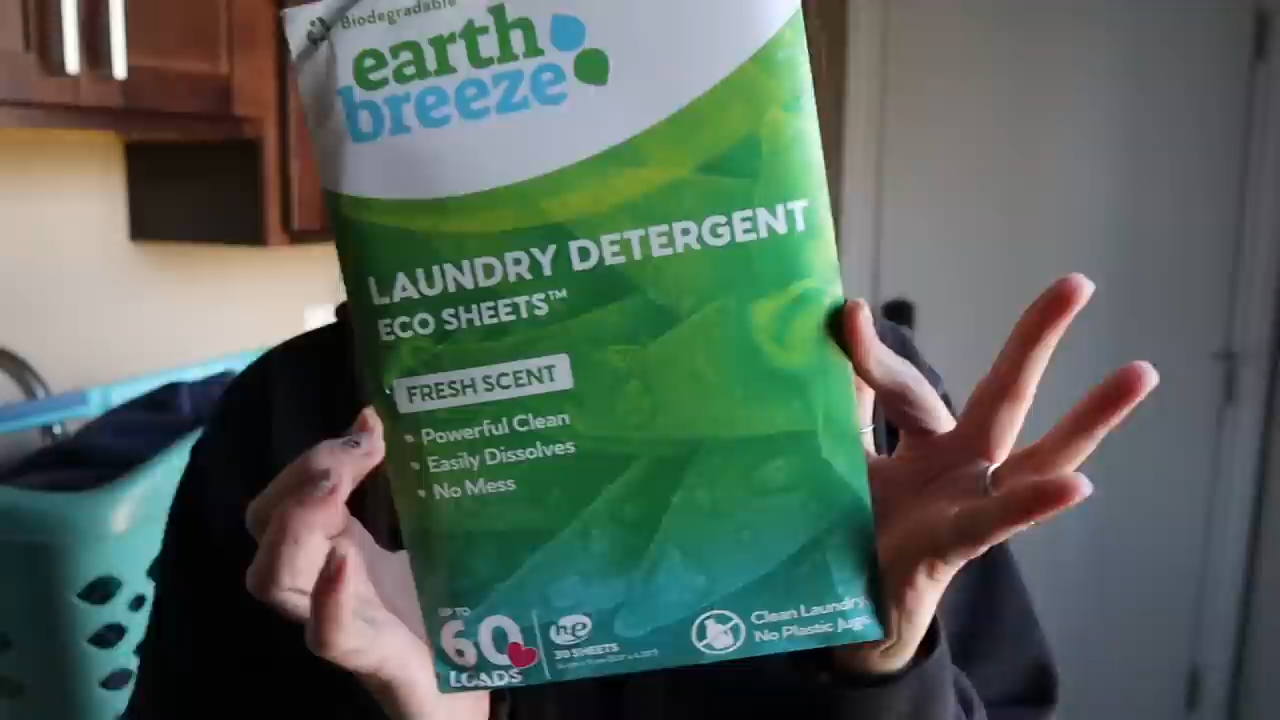 Biodegradable
earth
breeze
LAUNDRY DETERGENT
ECO SHEETS™
FRESH SCENT
• Powerful Clean
• Easily Dissolves
• No Mess
UP TO
60
LOADS
he
30 SHEETS
Clean Laundry
No Plastic Jugs